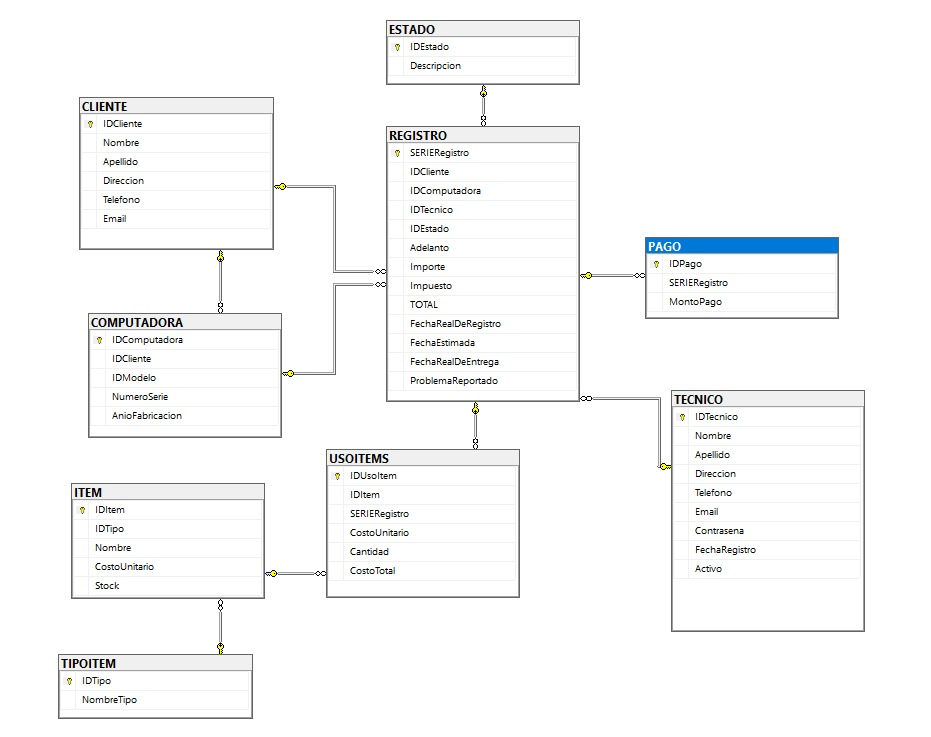 ESTADO
IDEstado
Descripcion
CLIENTE
IDCliente
Nombre
Apellido
Direccion
Telefono
Email
REGISTRO
SERIERegistro
IDCliente
IDComputadora
IDTecnico
IDEstado
Adelanto
Importe
Impuesto
TOTAL
FechaRealDeRegistro
FechaEstimada
FechaRealDeEntrega
ProblemaReportado
PAGO
IDPago
SERIERegistro
MontoPago
COMPUTADORA
IDComputadora
IDCliente
IDModelo
NumeroSerie
AnioFabricacion
TECNICO
IDTecnico
Nombre
Apellido
Direccion
Telefono
Email
Contrasena
FechaRegistro
Activo
USOITEMS
IDUsoItem
IDItem
SERIERegistro
CostoUnitario
Cantidad
CostoTotal
ITEM
IDItem
IDTipo
Nombre
CostoUnitario
Stock
TIPOITEM
IDTipo
NombreTipo